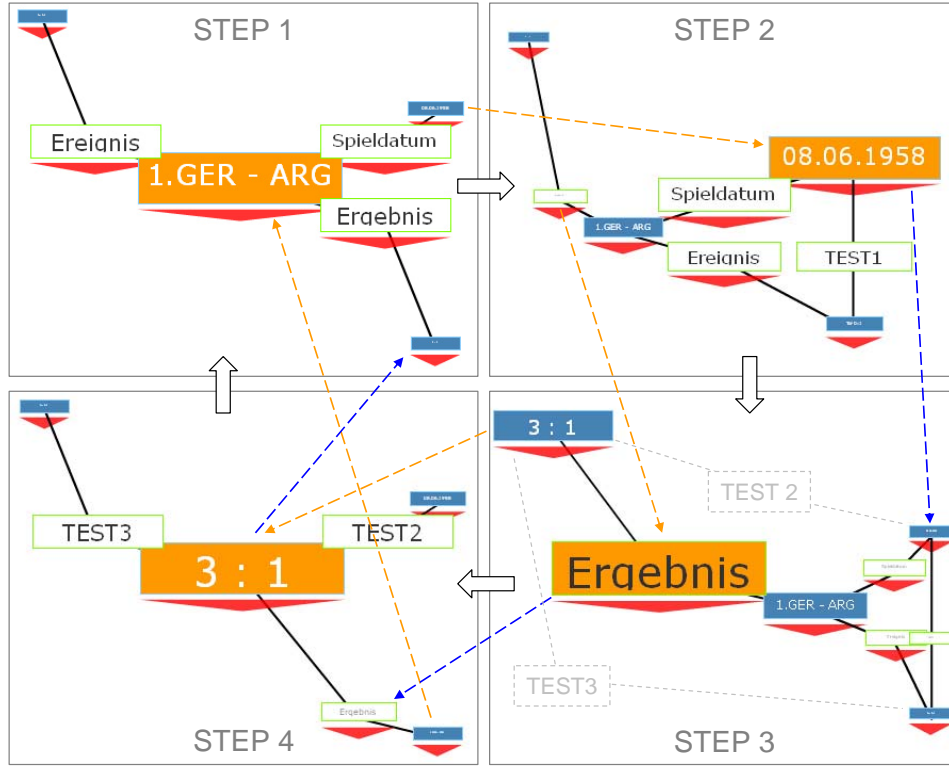 STEP 1
Ereignis
Spieldatum
1.GER - ARG
Ergebnis
STEP 2
08.06.1958
Spieldatum
1.GER - ARG
Ereignis
TEST1
TEST3
TEST2
3 : 1
Ergebnis
STEP 4
3 : 1
TEST 2
Ergebnis
1.GER - ARG
TEST3
STEP 3